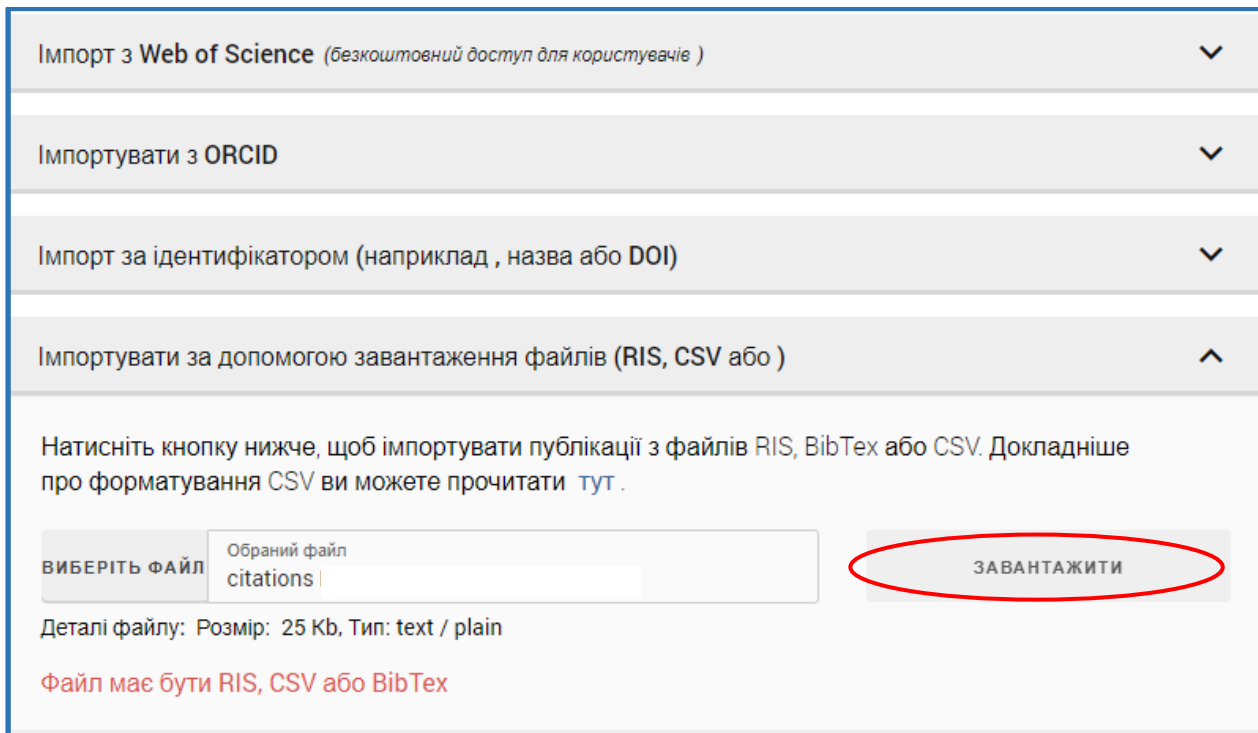 Імпорт з Web of Science (безкоштовний доступ для користувачів )
Імпортувати з ORCID
Імпорт за ідентифікатором (наприклад , назва або DOI)
Імпортувати за допомогою завантаження файлів (RIS, CSV або )
Натисніть кнопку нижче, щоб імпортувати публікації з файлів RIS, BibTex або CSV. Докладніше
про форматування CSV ви можете прочитати тут .
ВИБЕРІТЬ ФАЙЛ
Обраний файл
citations
ЗАВАНТАЖИТИ
Деталі файлу: Розмір: 25 Kb, Тип: text / plain
Файл має бути RIS, CSV або BibTex